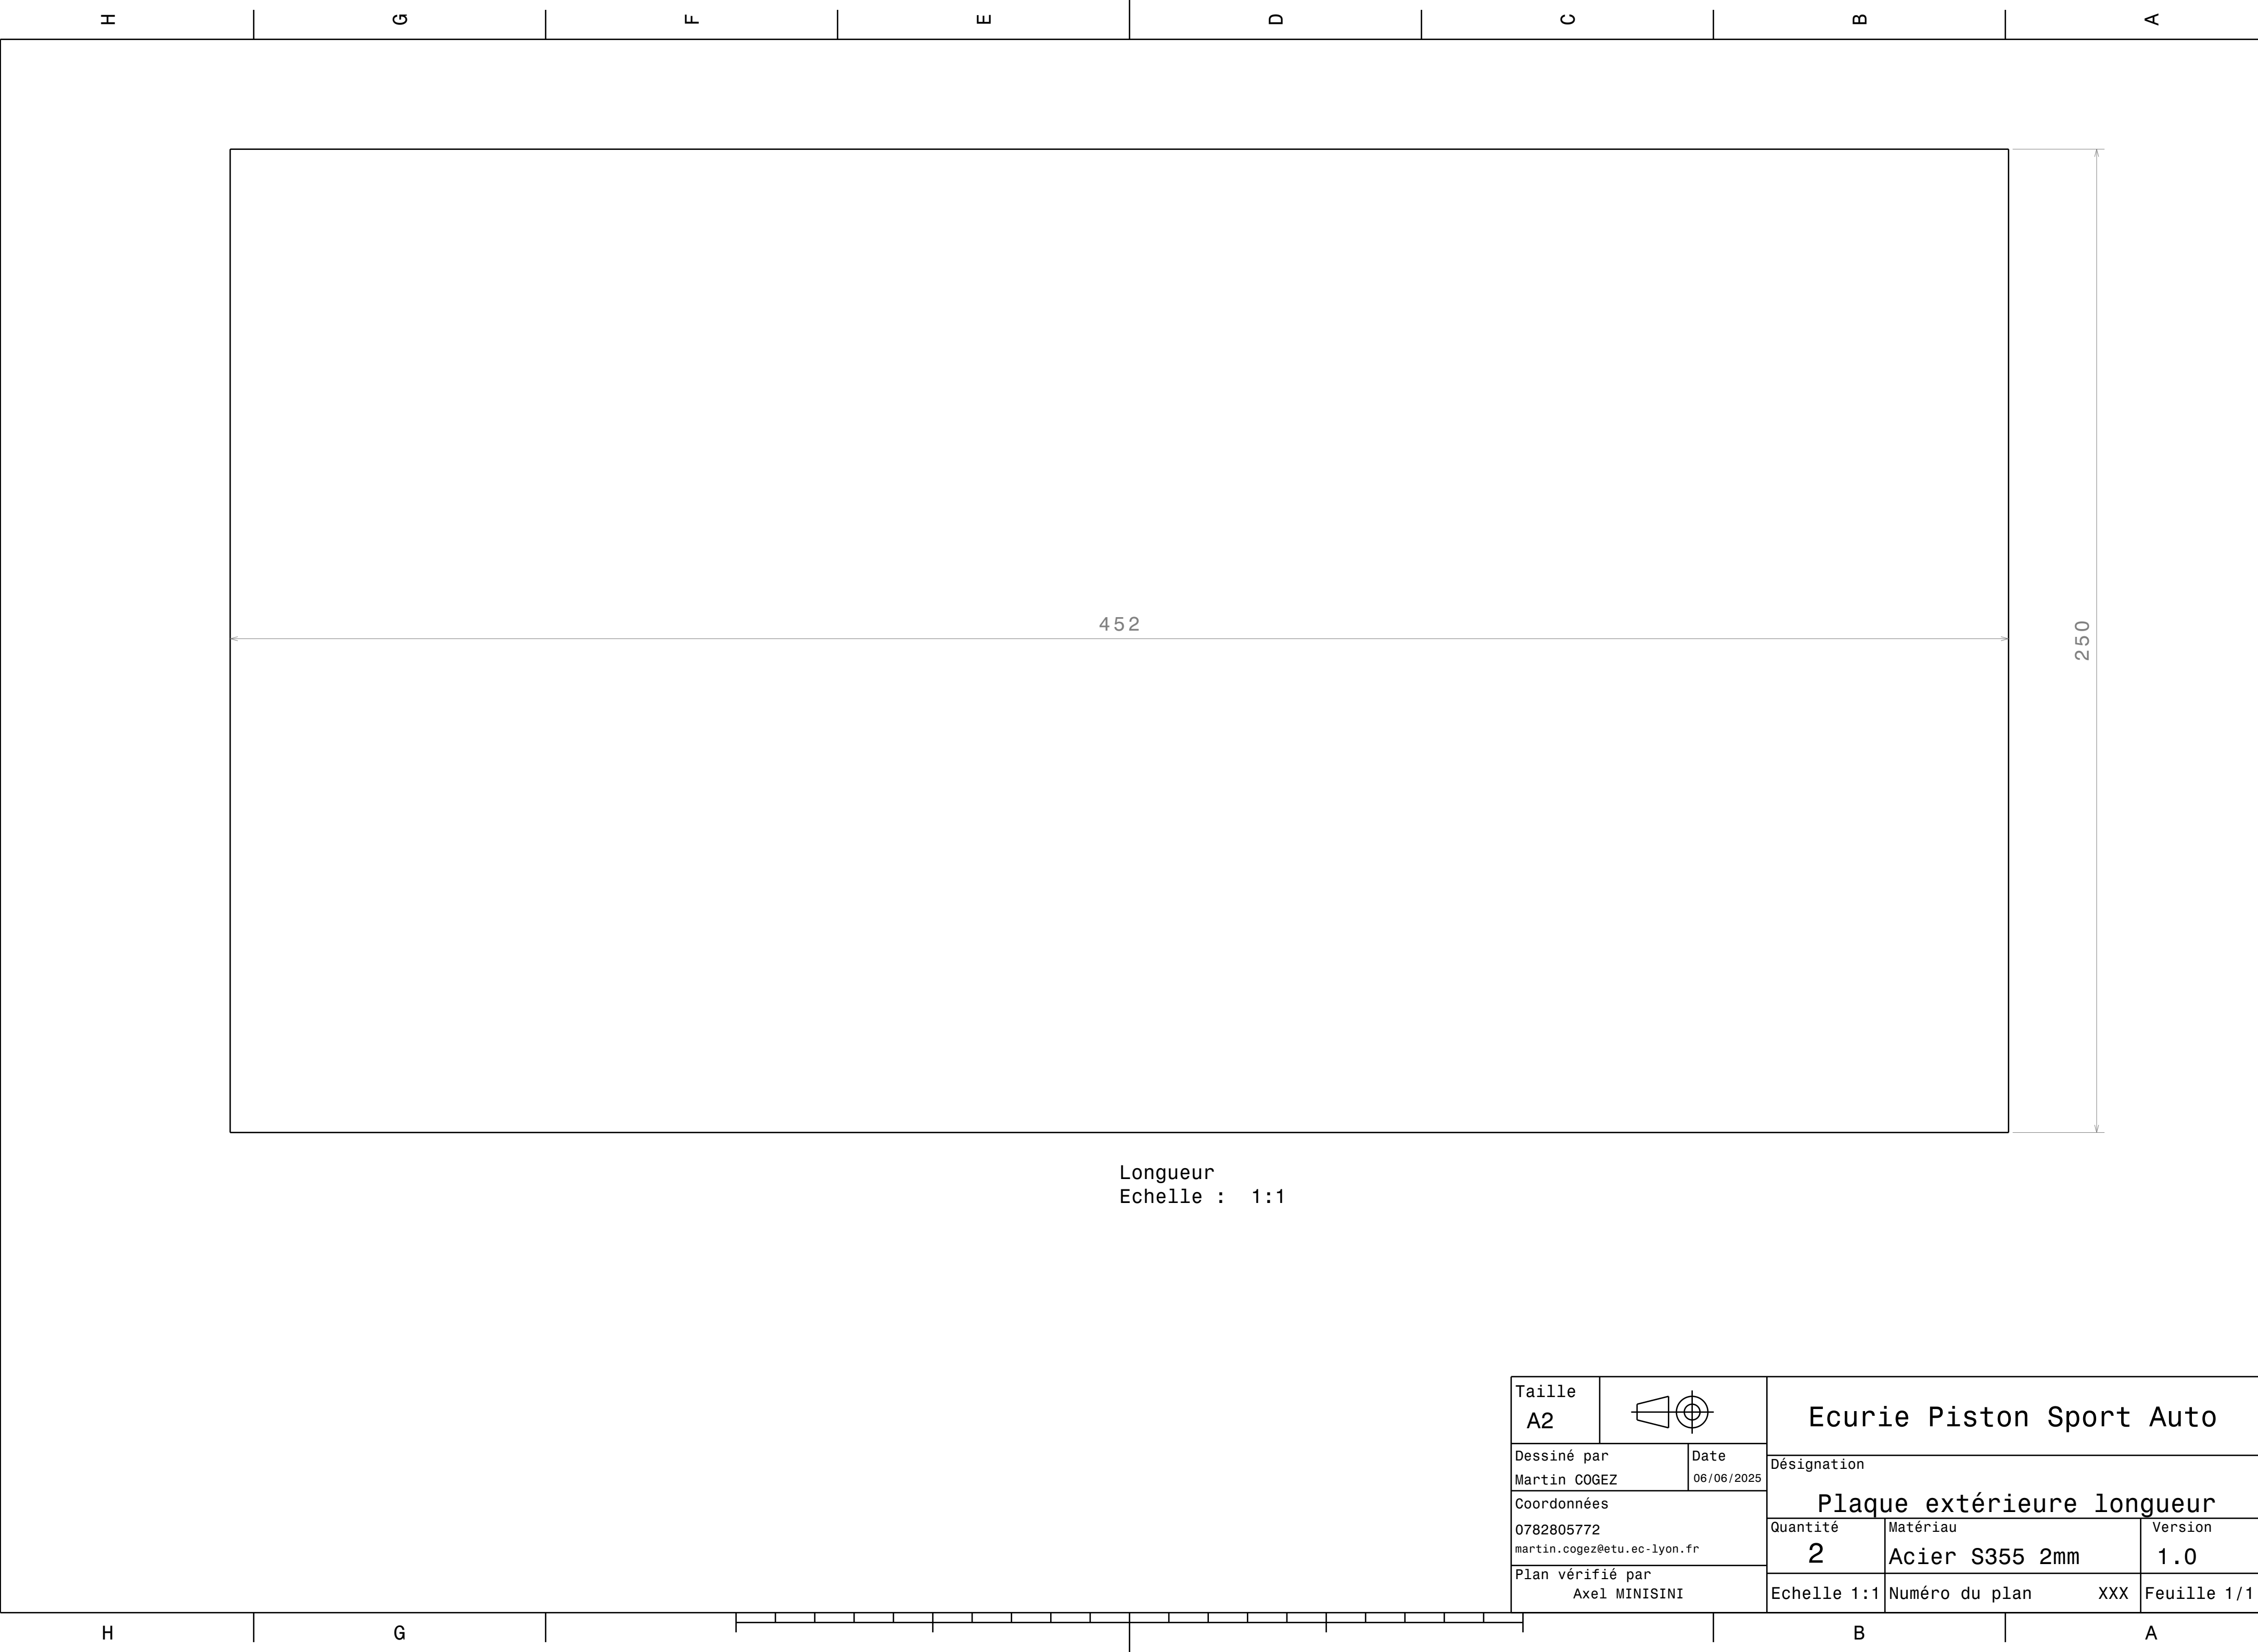 H G F E D C B A
452
250
Longueur
Echelle : 1:1
Taille
A2
Ecurie Piston Sport Auto
Dessiné par
Martin COGEZ
Date
06/06/2025
Désignation
Plaque extérieure longueur
Coordonnées
0782805772
martin.cogez@etu.ec-lyon.fr
Quantité
2
Matériau
Acier S355 2mm
Version
1.0
Plan vérifié par
Axel MINISINI
Echelle 1:1
Numéro du plan XXX
Feuille 1/1
H G B A